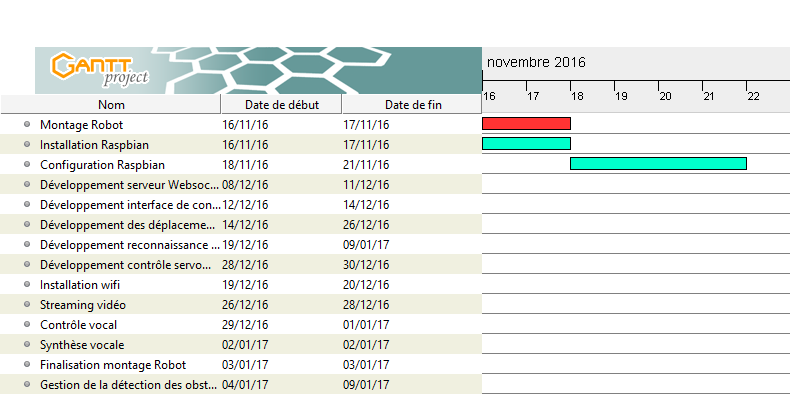 GANTT
project
novembre 2016
16 17 18 19 20 21 22
Nom Date de début Date de fin
Montage Robot 16/11/16 17/11/16
Installation Raspbian 16/11/16 17/11/16
Configuration Raspbian 18/11/16 21/11/16
Développement serveur Websoc... 08/12/16 11/12/16
Développement interface de con... 12/12/16 14/12/16
Développement des déplaceme... 14/12/16 26/12/16
Développement reconnaissance ... 19/12/16 09/01/17
Développement contrôle servo... 28/12/16 30/12/16
Installation wifi 19/12/16 20/12/16
Streaming vidéo 26/12/16 28/12/16
Contrôle vocal 29/12/16 01/01/17
Synthèse vocale 02/01/17 02/01/17
Finalisation montage Robot 03/01/17 03/01/17
Gestion de la détection des obst... 04/01/17 09/01/17